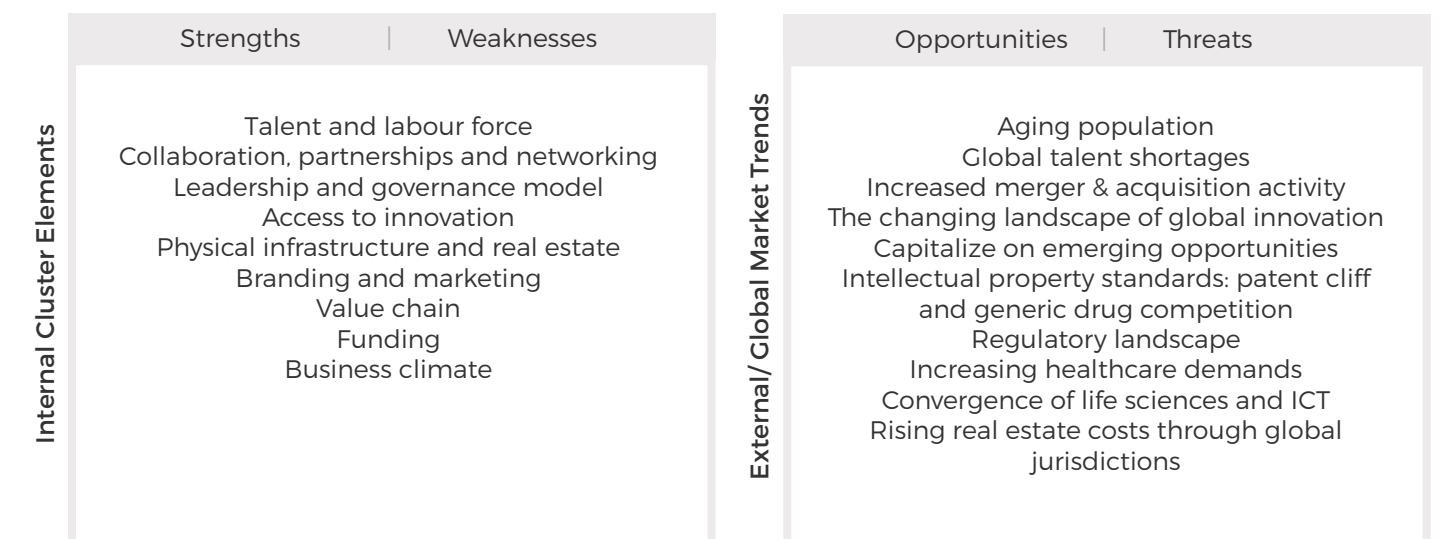 Strengths | Weaknesses
Internal Cluster Elements
Talent and labour force
Collaboration, partnerships and networking
Leadership and governance model
Access to innovation
Physical infrastructure and real estate
Branding and marketing
Value chain
Funding
Business climate
Opportunities | Threats
External/ Global Market Trends
Aging population
Global talent shortages
Increased merger & acquisition activity
The changing landscape of global innovation
Capitalize on emerging opportunities
Intellectual property standards: patent cliff
and generic drug competition
Regulatory landscape
Increasing healthcare demands
Convergence of life sciences and ICT
Rising real estate costs through global
jurisdictions